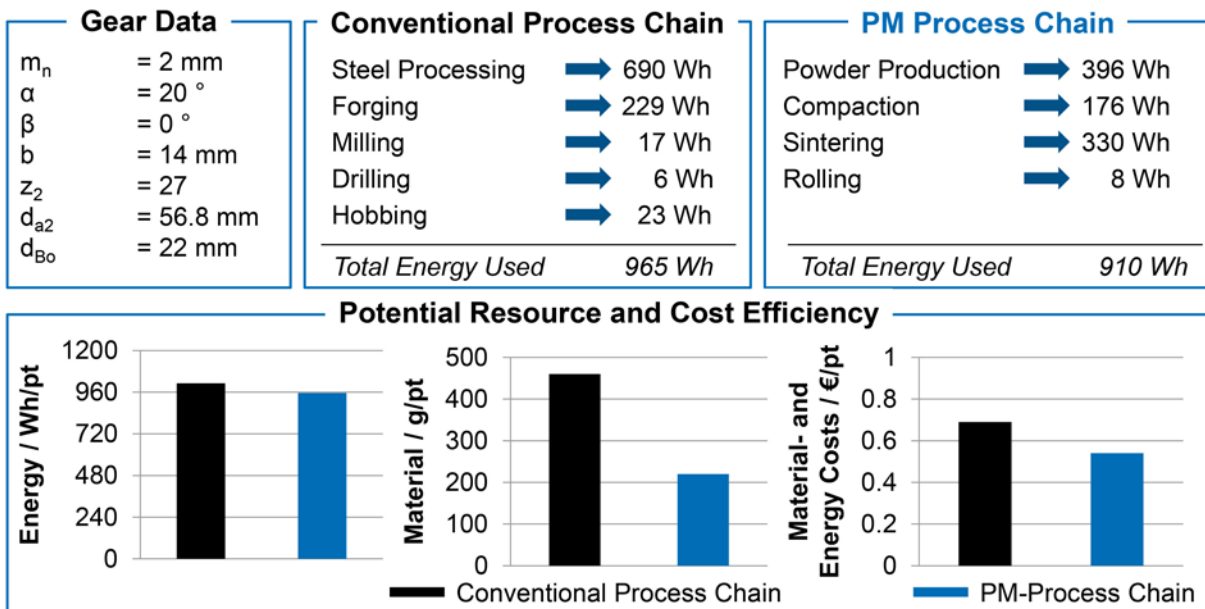 Gear Data
mn = 2 mm
α = 20 °
β = 0 °
b = 14 mm
z2 = 27
da2 = 56.8 mm
dBo = 22 mm
Conventional Process Chain
Steel Processing 690 Wh
Forging 229 Wh
Milling 17 Wh
Drilling 6 Wh
Hobbing 23 Wh
Total Energy Used 965 Wh
PM Process Chain
Powder Production 396 Wh
Compaction 176 Wh
Sintering 330 Wh
Rolling 8 Wh
Total Energy Used 910 Wh
Potential Resource and Cost Efficiency
Energy / Wh/pt
1200
960
720
480
240
0
Material / g/pt
500
400
300
200
100
0
Material- and
Energy Costs / €/pt
1
0.8
0.6
0.4
0.2
0
Conventional Process Chain
PM-Process Chain